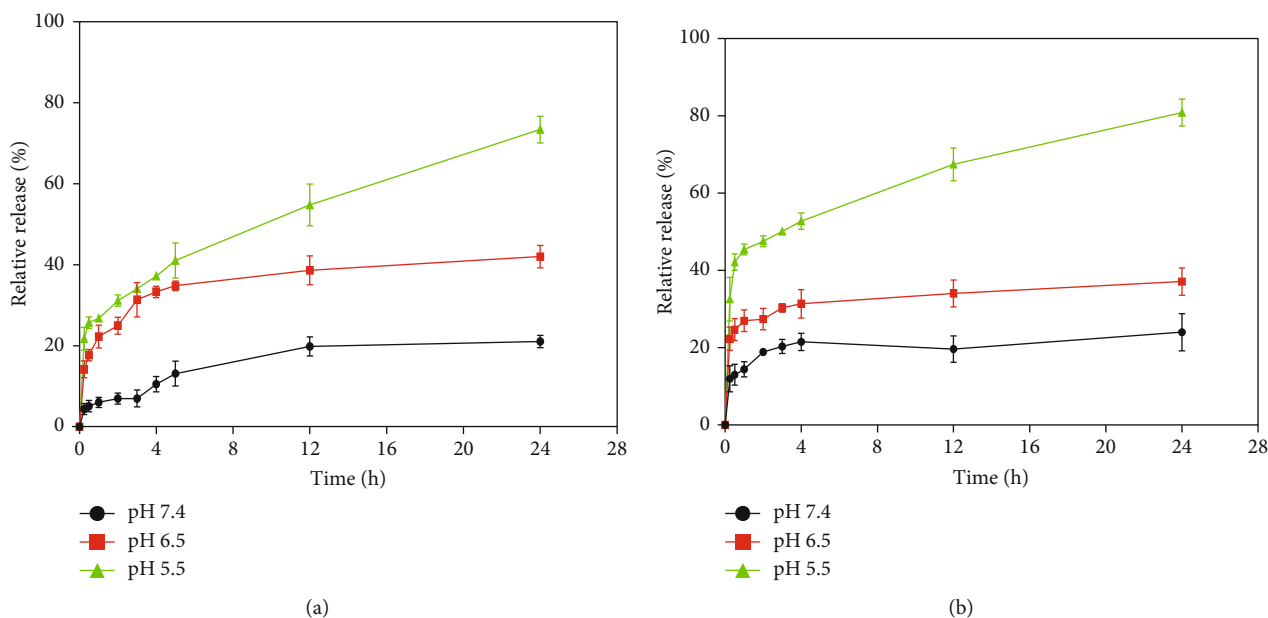 100
80
60
40
20
0
Relative release (%)
0 4 8 12 16 20 24 28
Time (h)
pH 7.4
pH 6.5
pH 5.5
(a)
100
80
60
40
20
0
Relative release (%)
0 4 8 12 16 20 24 28
Time (h)
pH 7.4
pH 6.5
pH 5.5
(b)